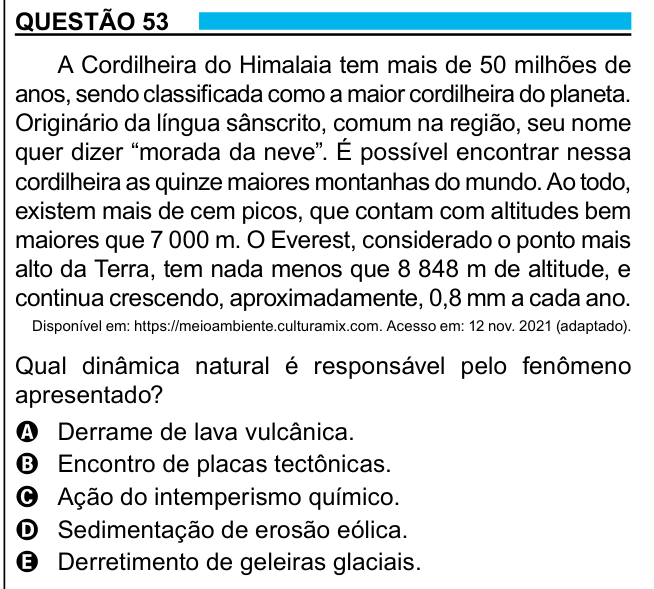 QUESTÃO 53
A Cordilheira do Himalaia tem mais de 50 milhões de
anos, sendo classificada como a maior cordilheira do planeta.
Originário da língua sânscrito, comum na região, seu nome
quer dizer “morada da neve”. É possível encontrar nessa
cordilheira as quinze maiores montanhas do mundo. Ao todo,
existem mais de cem picos, que contam com altitudes bem
maiores que 7 000 m. O Everest, considerado o ponto mais
alto da Terra, tem nada menos que 8 848 m de altitude, e
continua crescendo, aproximadamente, 0,8 mm a cada ano.
Disponível em: https://meioambiente.culturamix.com. Acesso em: 12 nov. 2021 (adaptado).
Qual dinâmica natural é responsável pelo fenômeno
apresentado?
A Derrame de lava vulcânica.
B Encontro de placas tectônicas.
C Ação do intemperismo químico.
D Sedimentação de erosão eólica.
E Derretimento de geleiras glaciais.